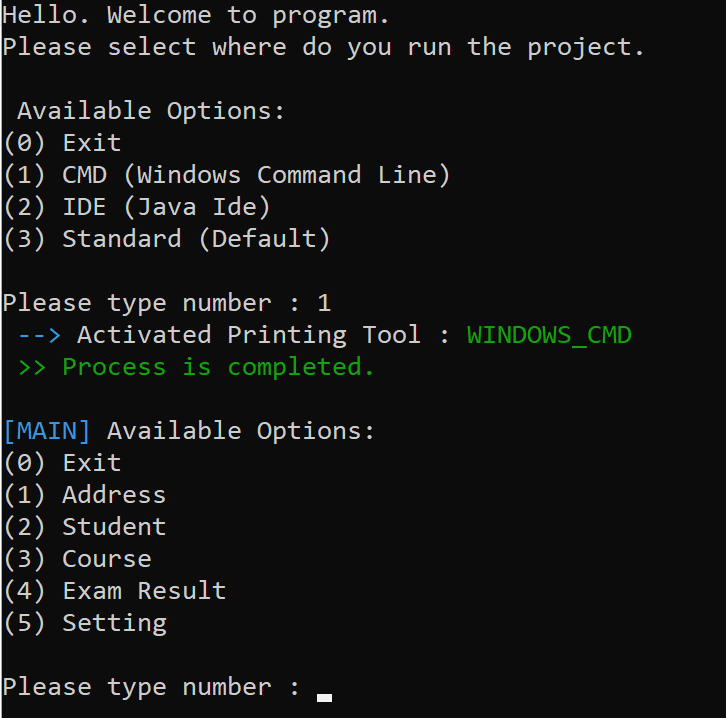 Hello. Welcome to program.
Please select where do you run the project.
Available Options:
(0) Exit
(1) CMD (Windows Command Line)
(2) IDE (Java Ide)
(3) Standard (Default)
Please type number : 1
--> Activated Printing Tool : WINDOWS_CMD
>> Process is completed.
[MAIN] Available Options:
(0) Exit
(1) Address
(2) Student
(3) Course
(4) Exam Result
(5) Setting
Please type number :